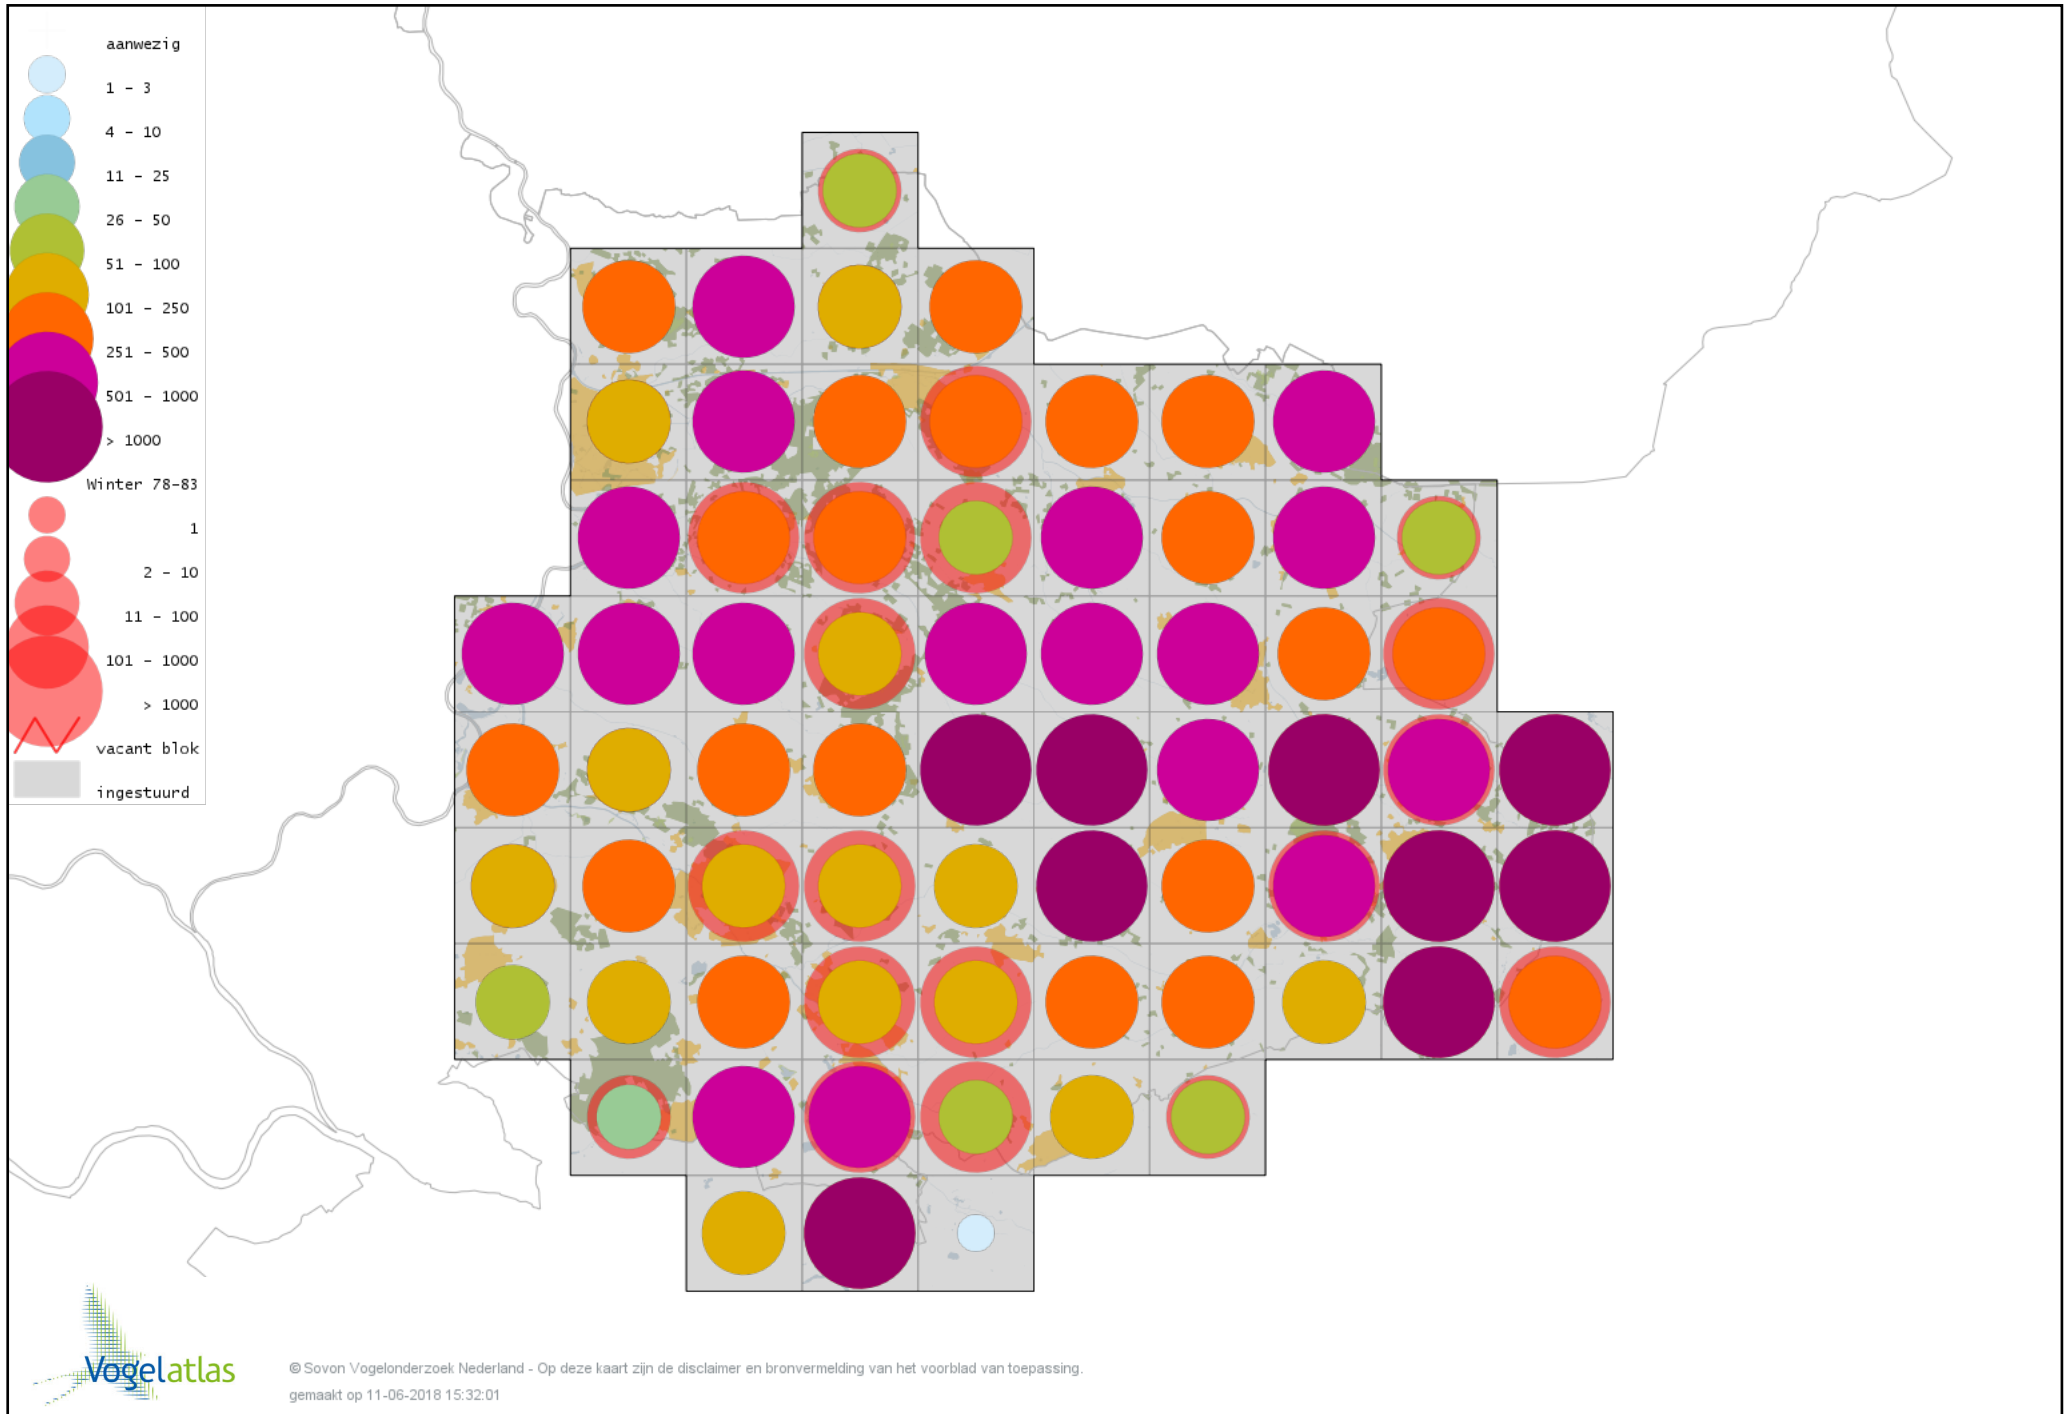 aanwezig
1 – 3
4 – 10
11 – 25
26 – 50
51 – 100
101 – 250
251 – 500
501 – 1000
> 1000
Winter 78-83
1
2 – 10
11 – 100
101 – 1000
> 1000
vacant blok
ingestuurd
Vogelatlas
© Sovon Vogelonderzoek Nederland - Op deze kaart zijn de disclaimer en bronvermelding van het voorblad van toepassing.
gemaakt op 11-06-2018 15:32:01